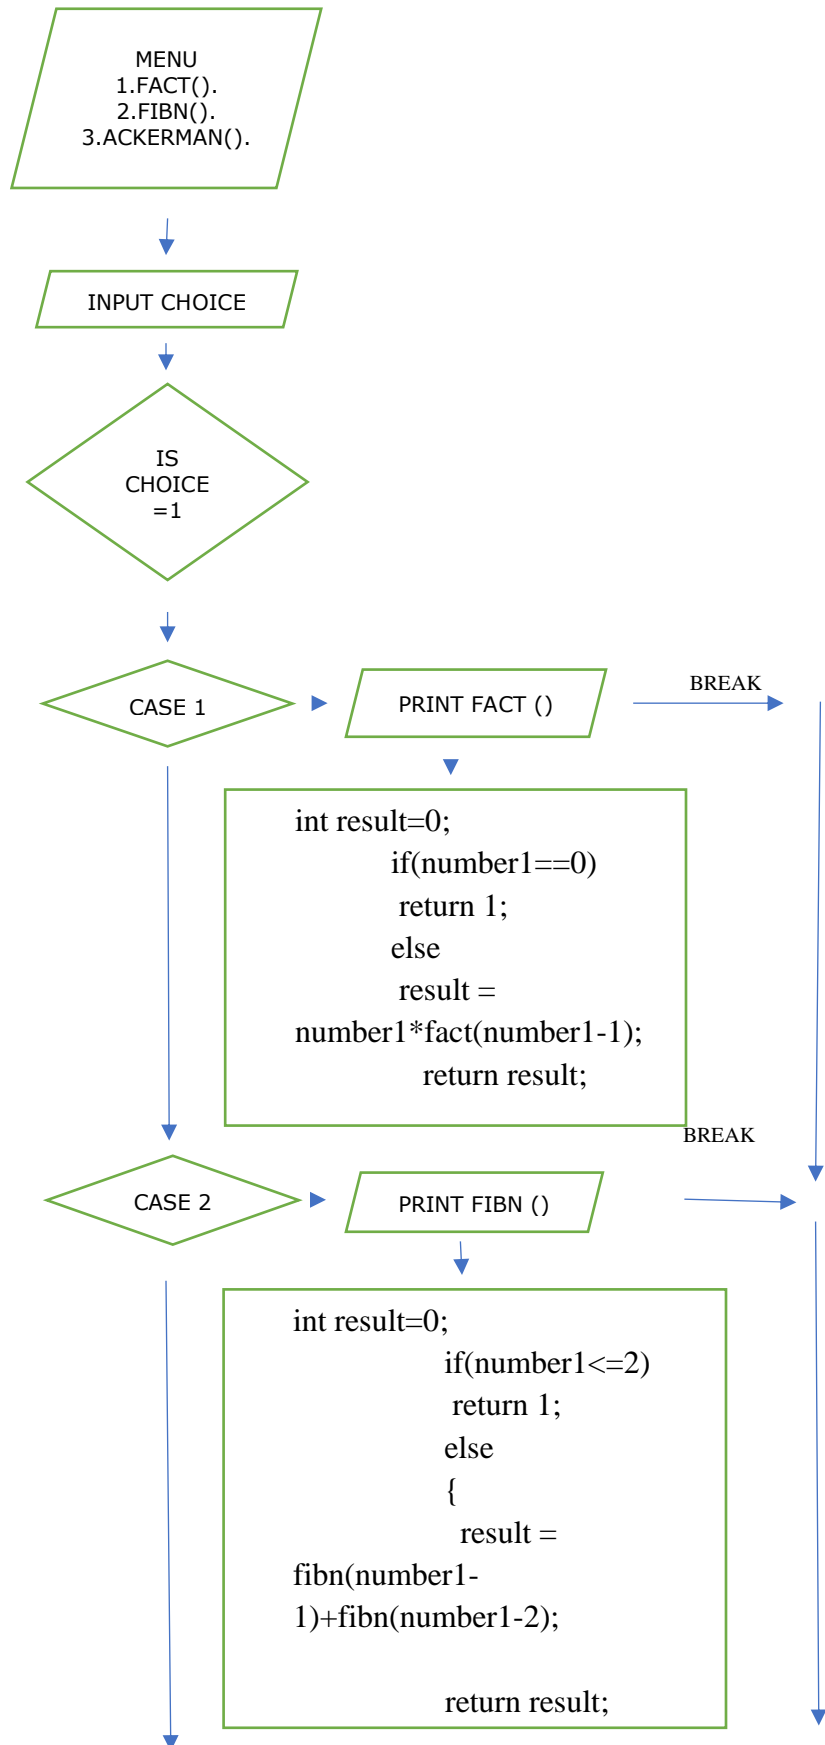 MENU
1.FACT().
2.FIBN().
3.ACKERMAN().
INPUT CHOICE
IS
CHOICE
=1
CASE 1
PRINT FACT ()
BREAK
int result=0;
if(number1==0)
return 1;
else
result =
number1*fact(number1-1);
return result;
BREAK
CASE 2
PRINT FIBN ()
int result=0;
if(number1<=2)
return 1;
else
{
result =
fibn(number1-
1)+fibn(number1-2);
return result;